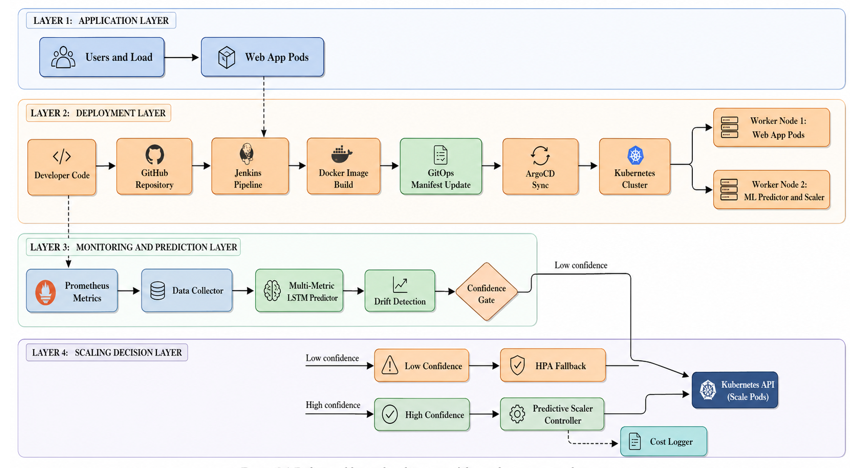 LAYER 1: APPLICATION LAYER
Users and Load
Web App Pods
LAYER 2: DEPLOYMENT LAYER
Developer Code
GitHub
Repository
Jenkins
Pipeline
Docker Image
Build
GitOps
Manifest Update
ArgoCD
Sync
Kubernetes
Cluster
Worker Node 1:
Web App Pods
Worker Node 2:
ML Predictor and Scaler
LAYER 3: MONITORING AND PREDICTION LAYER
Prometheus
Metrics
Data Collector
Multi-Metric
LSTM Predictor
Drift Detection
Confidence
Gate
Low confidence
LAYER 4: SCALING DECISION LAYER
Low confidence
Low Confidence
HPA Fallback
High confidence
High Confidence
Predictive Scaler
Controller
Kubernetes API
(Scale Pods)
Cost Logger